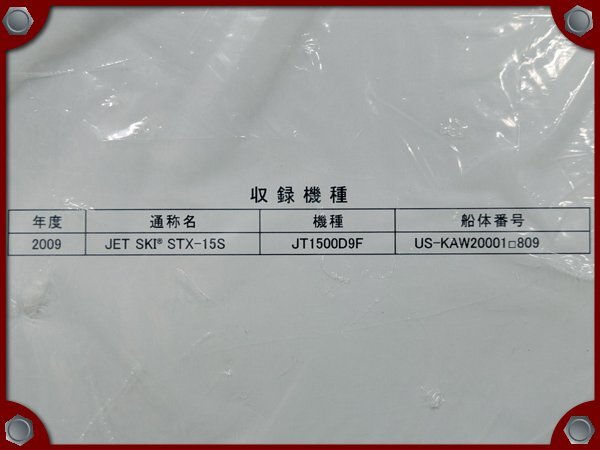 収録機種
年度 通称名 機種 船体番号
2009 JET SKI® STX-15S JT1500D9F US-KAW20001□809